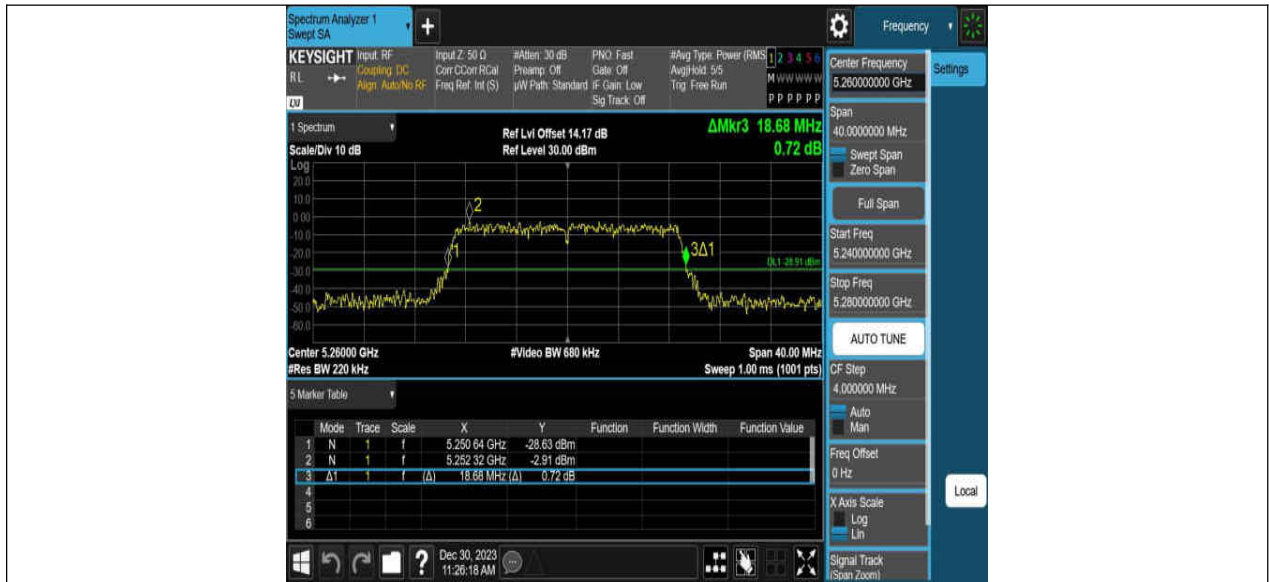 Spectrum Analyzer 1
Swept SA
+
Frequency
KEYSIGHT
RL
Input: RF
Coupling: DC
Align: Auto/No RF
Input Z: 50 Ω
Corr CCorr RCal
Freq Ref: Int (S)
#Atten: 30 dB
Preamp: Off
µW Path: Standard
PNO: Fast
Gate: Off
IF Gain: Low
Sig Track: Off
#Avg Type: Power (RMS
Avg|Hold: 5/5
Trig: Free Run
1 2 3 4 5 6
M W W W W W
P P P P P P
1 Spectrum
Scale/Div 10 dB
Ref Lvl Offset 14.17 dB
Ref Level 30.00 dBm
ΔMkr3 18.68 MHz
0.72 dB
Log
20.0
10.0
0.00
-10.0
-20.0
-30.0
-40.0
-50.0
-60.0
2
1
3Δ1
DL1 -28.91 dBm
Center 5.26000 GHz
#Res BW 220 kHz
#Video BW 680 kHz
Span 40.00 MHz
Sweep 1.00 ms (1001 pts)
5 Marker Table
Mode Trace Scale X Y Function Function Width Function Value
1 N 1 f 5.250 64 GHz -28.63 dBm
2 N 1 f 5.252 32 GHz -2.91 dBm
3 Δ1 1 f (Δ) 18.68 MHz (Δ) 0.72 dB
4
5
6
?
Dec 30, 2023
11:26:18 AM
Center Frequency
5.260000000 GHz
Settings
Span
40.0000000 MHz
Swept Span
Zero Span
Full Span
Start Freq
5.240000000 GHz
Stop Freq
5.280000000 GHz
AUTO TUNE
CF Step
4.000000 MHz
Auto
Man
Freq Offset
0 Hz
X Axis Scale
Log
Lin
Local
Signal Track
(Span Zoom)